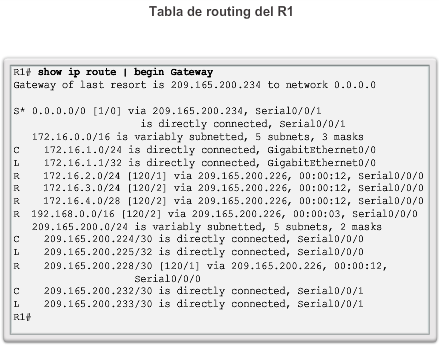 Tabla de routing del R1
R1# show ip route | begin Gateway
Gateway of last resort is 209.165.200.234 to network 0.0.0.0
S* 0.0.0.0/0 [1/0] via 209.165.200.234, Serial0/0/1
is directly connected, Serial0/0/1
172.16.0.0/16 is variably subnetted, 5 subnets, 3 masks
C 172.16.1.0/24 is directly connected, GigabitEthernet0/0
L 172.16.1.1/32 is directly connected, GigabitEthernet0/0
R 172.16.2.0/24 [120/1] via 209.165.200.226, 00:00:12, Serial0/0/0
R 172.16.3.0/24 [120/2] via 209.165.200.226, 00:00:12, Serial0/0/0
R 172.16.4.0/28 [120/2] via 209.165.200.226, 00:00:12, Serial0/0/0
R 192.168.0.0/16 [120/2] via 209.165.200.226, 00:00:03, Serial0/0/0
209.165.200.0/24 is variably subnetted, 5 subnets, 2 masks
C 209.165.200.224/30 is directly connected, Serial0/0/0
L 209.165.200.225/32 is directly connected, Serial0/0/0
R 209.165.200.228/30 [120/1] via 209.165.200.226, 00:00:12,
Serial0/0/0
C 209.165.200.232/30 is directly connected, Serial0/0/1
L 209.165.200.233/30 is directly connected, Serial0/0/1
R1#